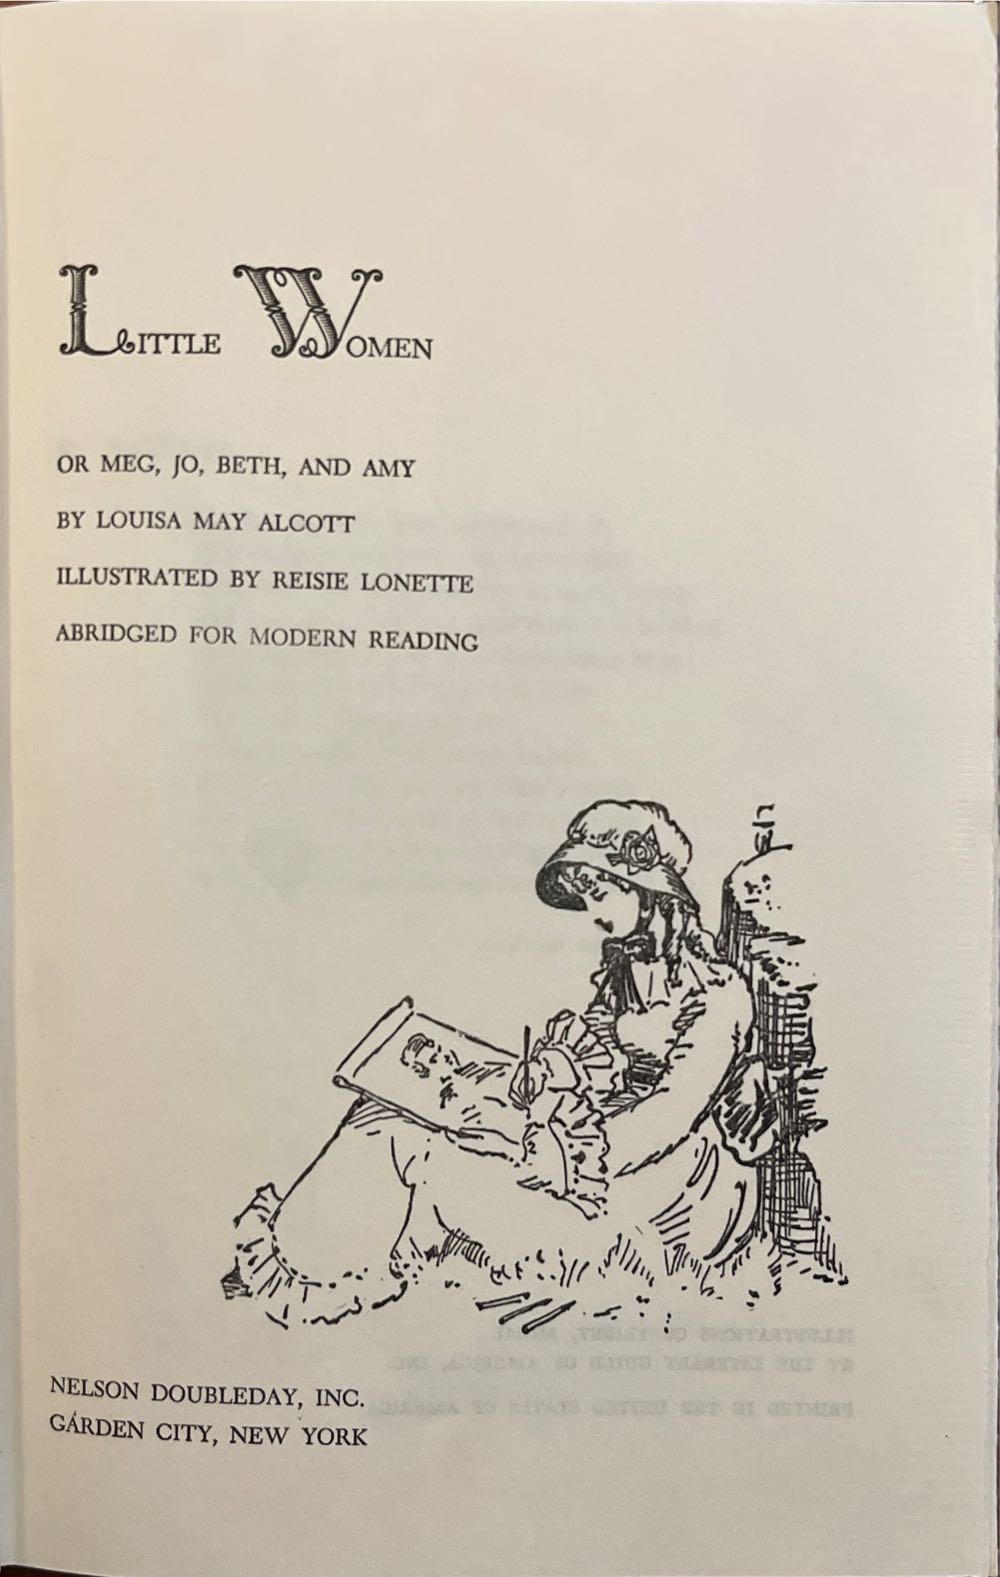 LITTLE WOMEN
OR MEG, JO, BETH, AND AMY
BY LOUISA MAY ALCOTT
ILLUSTRATED BY REISIE LONETTE
ABRIDGED FOR MODERN READING
NELSON DOUBLEDAY, INC.
GARDEN CITY, NEW YORK